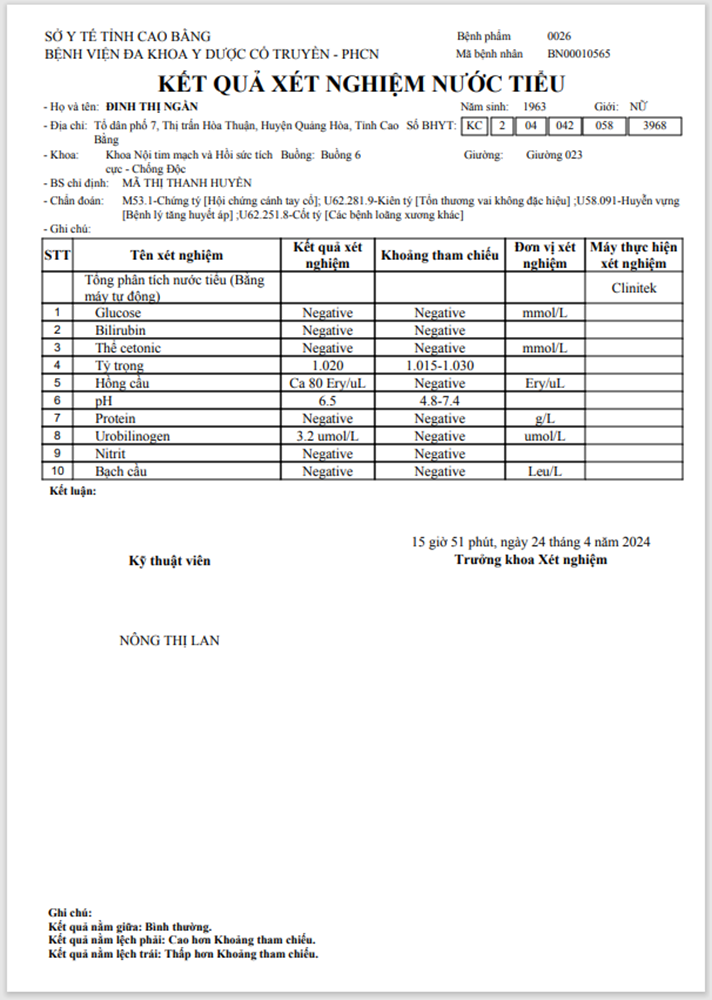 SỞ Y TẾ TỈNH CAO BẰNG
BỆNH VIỆN ĐA KHOA Y DƯỢC CỔ TRUYỀN - PHCN
Bệnh phẩm 0026
Mã bệnh nhân BN00010565
KẾT QUẢ XÉT NGHIỆM NƯỚC TIỂU
- Họ và tên: ĐINH THỊ NGÂN Năm sinh: 1963 Giới: NỮ
- Địa chỉ: Tổ dân phố 7, Thị trấn Hòa Thuận, Huyện Quảng Hòa, Tỉnh Cao Bằng Số BHYT: KC 2 04 042 058 3968
- Khoa: Khoa Nội tim mạch và Hồi sức tích cực - Chống Độc Buồng: Buồng 6 Giường: Giường 023
- BS chỉ định: MÃ THỊ THANH HUYÊN
- Chẩn đoán: M53.1-Chứng tý [Hội chứng cánh tay cổ]; U62.281.9-Kiên tý [Tổn thương vai không đặc hiệu] ;U58.091-Huyễn vựng
[Bệnh lý tăng huyết áp] ;U62.251.8-Cốt tý [Các bệnh loãng xương khác]
- Ghi chú:
STT Tên xét nghiệm Kết quả xét nghiệm Khoảng tham chiếu Đơn vị xét nghiệm Máy thực hiện xét nghiệm
Tổng phân tích nước tiểu (Bằng máy tự động) Clinitek
1 Glucose Negative Negative mmol/L
2 Bilirubin Negative Negative
3 Thể cetonic Negative Negative mmol/L
4 Tỷ trọng 1.020 1.015-1.030
5 Hồng cầu Ca 80 Ery/uL Negative Ery/uL
6 pH 6.5 4.8-7.4
7 Protein Negative Negative g/L
8 Urobilinogen 3.2 umol/L Negative umol/L
9 Nitrit Negative Negative
10 Bạch cầu Negative Negative Leu/L
Kết luận:
15 giờ 51 phút, ngày 24 tháng 4 năm 2024
Kỹ thuật viên Trưởng khoa Xét nghiệm
NÔNG THỊ LAN
Ghi chú:
Kết quả nằm giữa: Bình thường.
Kết quả nằm lệch phải: Cao hơn Khoảng tham chiếu.
Kết quả nằm lệch trái: Thấp hơn Khoảng tham chiếu.